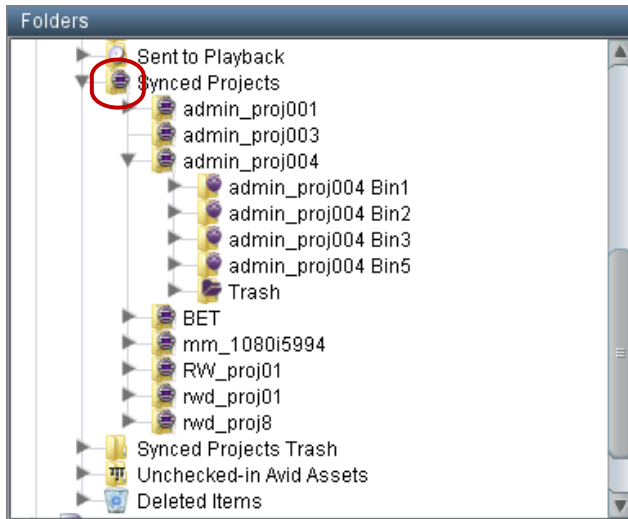 Folders
Sent to Playback
Synced Projects
admin_proj001
admin_proj003
admin_proj004
admin_proj004 Bin1
admin_proj004 Bin2
admin_proj004 Bin3
admin_proj004 Bin5
Trash
BET
mm_1080i5994
RW_proj01
rwd_proj01
rwd_proj8
Synced Projects Trash
Unchecked-in Avid Assets
Deleted Items